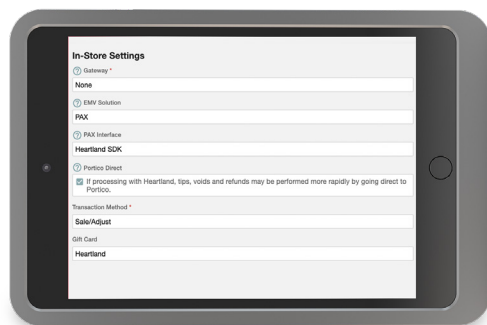 In-Store Settings
Gateway *
None
EMV Solution
PAX
PAX Interface
Heartland SDK
Portico Direct
If processing with Heartland, tips, voids and refunds may be performed more rapidly by going direct to
Portico.
Transaction Method *
Sale/Adjust
Gift Card
Heartland